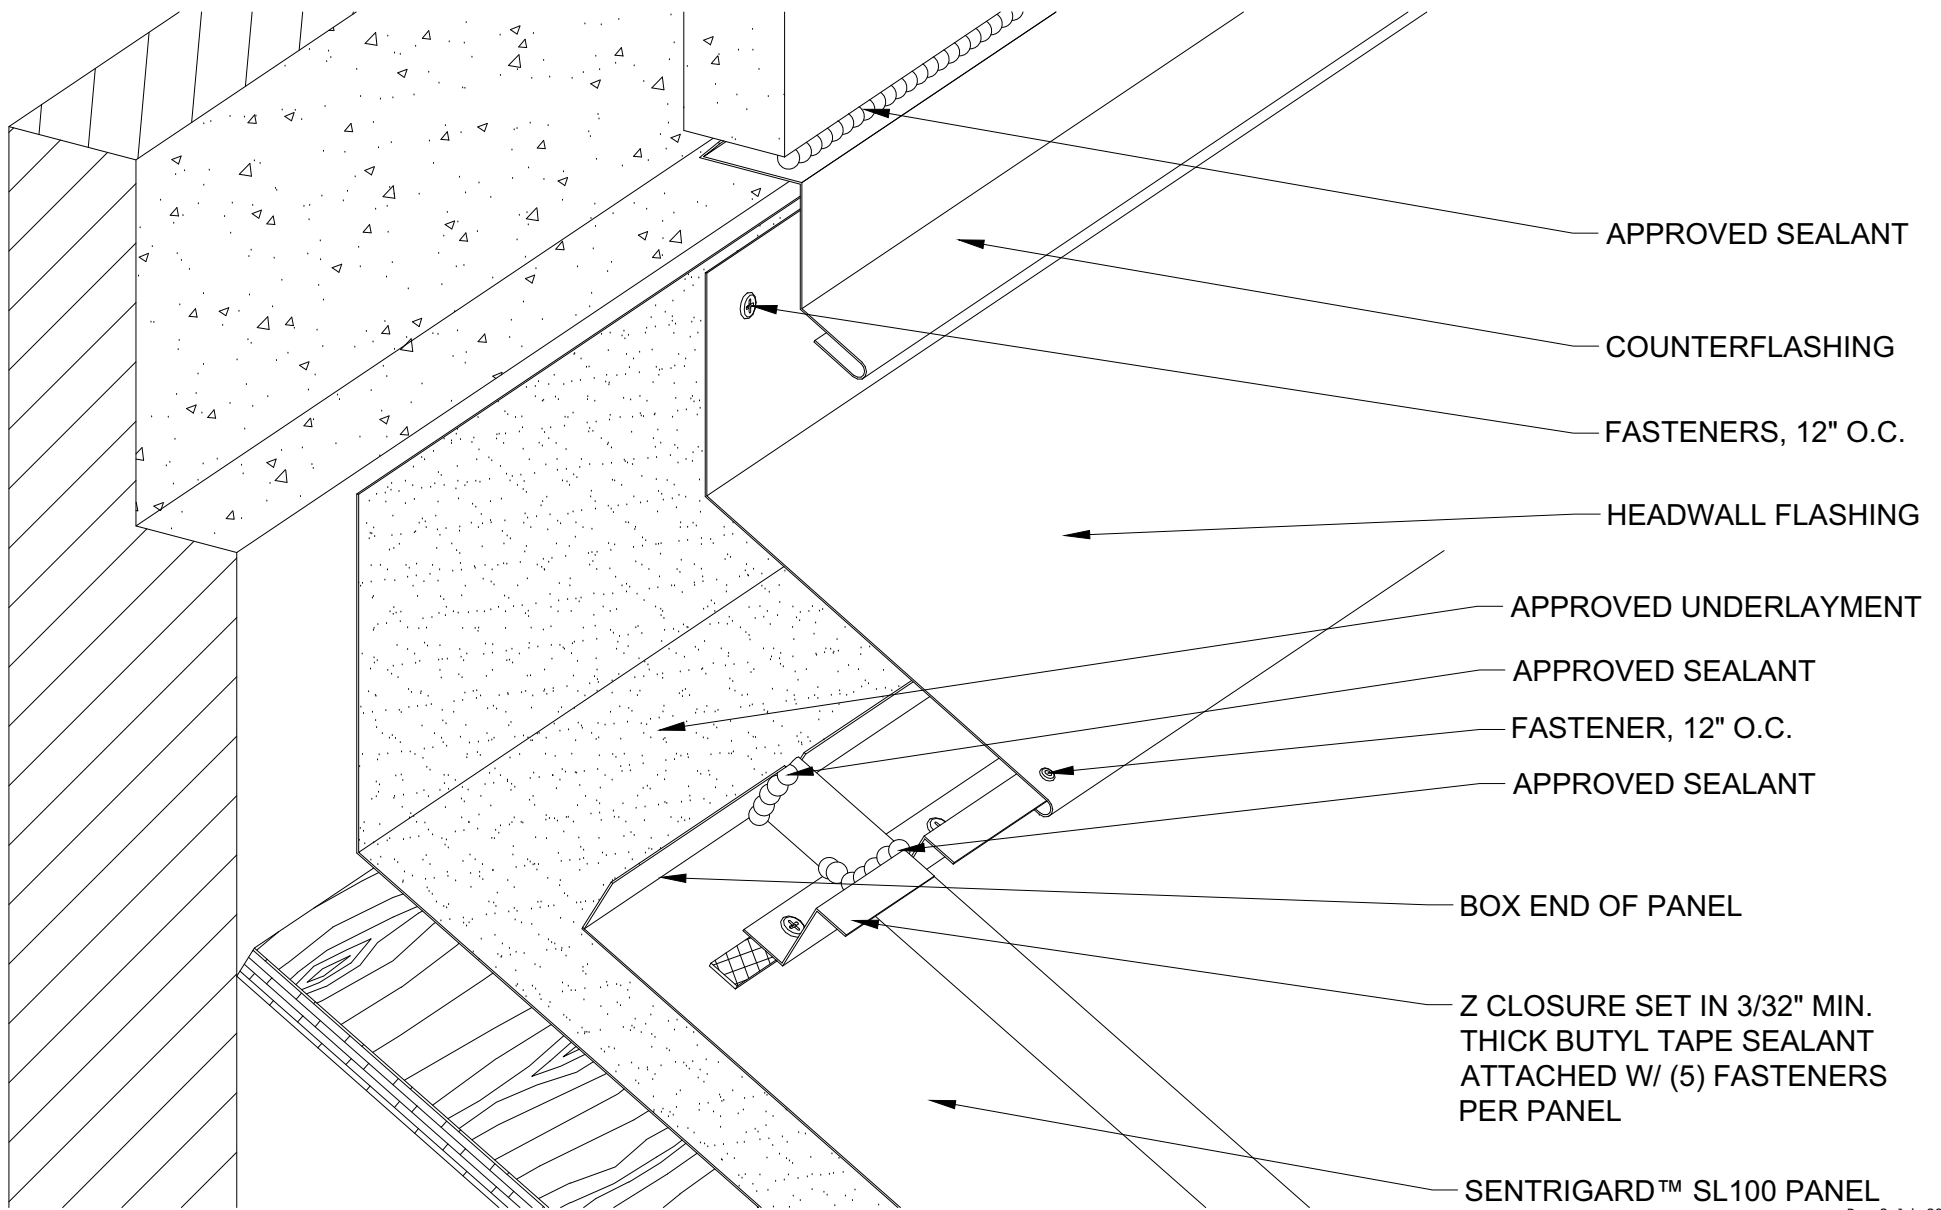 APPROVED SEALANT
COUNTERFLASHING
FASTENERS, 12" O.C.
HEADWALL FLASHING
APPROVED UNDERLAYMENT
APPROVED SEALANT
FASTENER, 12" O.C.
APPROVED SEALANT
BOX END OF PANEL
Z CLOSURE SET IN 3/32" MIN.
THICK BUTYL TAPE SEALANT
ATTACHED W/ (5) FASTENERS
PER PANEL
SENTRIGARD™ SL100 PANEL